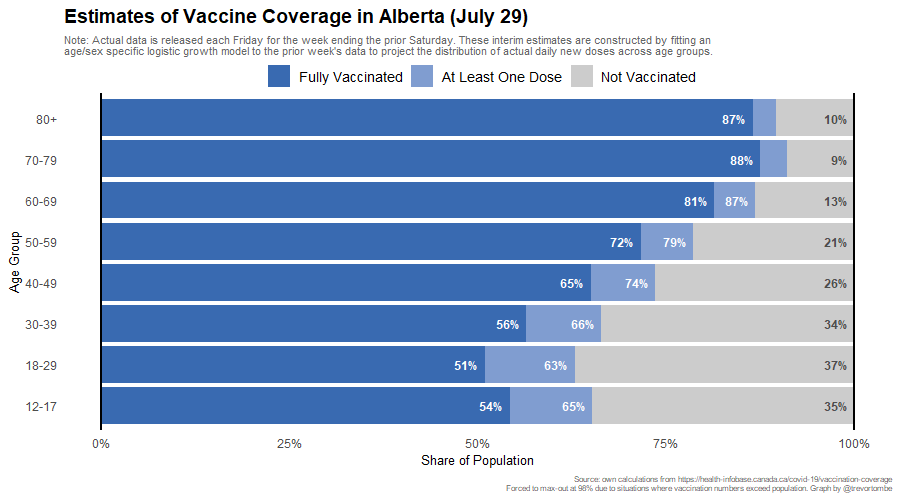 Estimates of Vaccine Coverage in Alberta (July 29)
Note: Actual data is released each Friday for the week ending the prior Saturday. These interim estimates are constructed by fitting an
age/sex specific logistic growth model to the prior week's data to project the distribution of actual daily new doses across age groups.
Fully Vaccinated At Least One Dose Not Vaccinated
80+ 87% 10%
70-79 88% 9%
60-69 81% 87% 13%
50-59 72% 79% 21%
Age Group
40-49 65% 74% 26%
30-39 56% 66% 34%
18-29 51% 63% 37%
12-17 54% 65% 35%
0% 25% 50% 75% 100%
Share of Population
Source: own calculations from https://health-infobase.canada.ca/covid-19/vaccination-coverage
Forced to max-out at 98% due to situations where vaccination numbers exceed population. Graph by @trevortombe